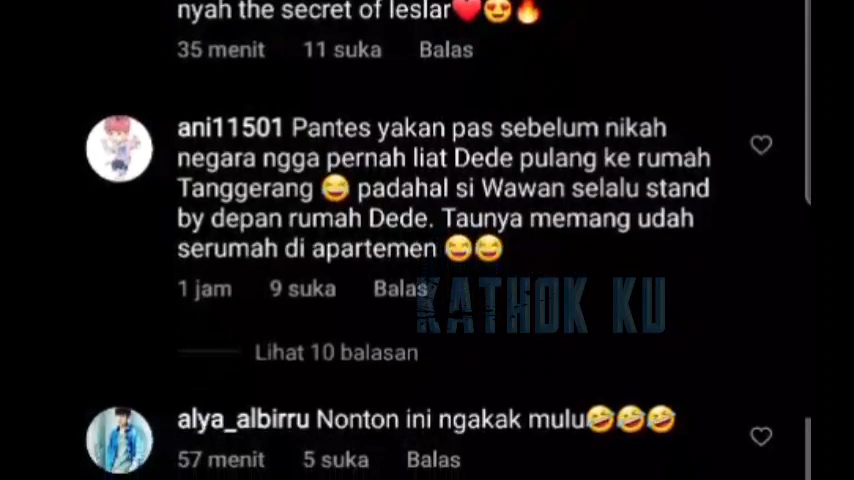 nyah the secret of leslar❤️😍🔥
35 menit 11 suka Balas
ani11501 Pantes yakan pas sebelum nikah
negara ngga pernah liat Dede pulang ke rumah
Tanggerang 😂 padahal si Wawan selalu stand
by depan rumah Dede. Taunya memang udah
serumah di apartemen 😂😂
1 jam 9 suka Balas
KATHOK KU
Lihat 10 balasan
alya_albirru Nonton ini ngakak mulu🤣🤣🤣
57 menit 5 suka Balas